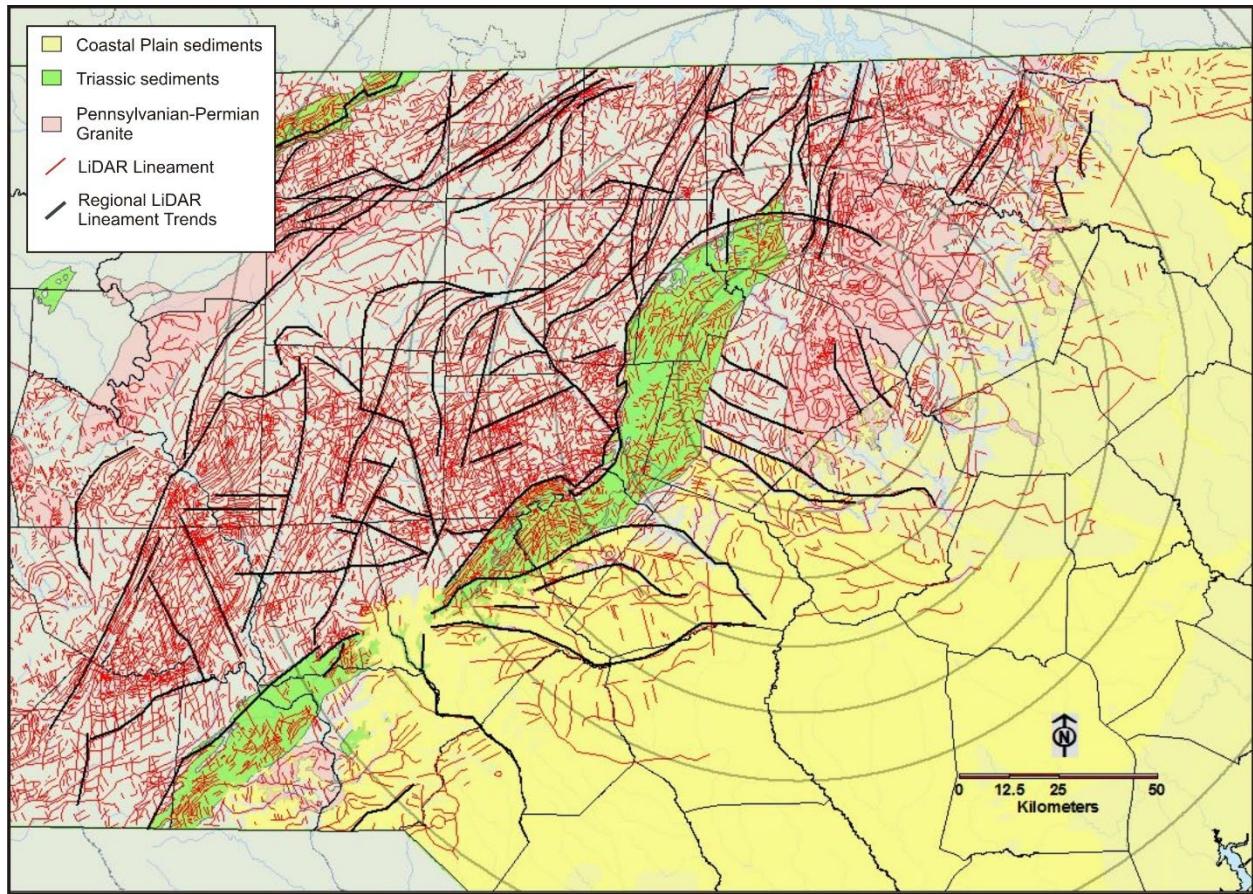 Coastal Plain sediments
Triassic sediments
Pennsylvanian-Permian
Granite
LiDAR Lineament
Regional LiDAR
Lineament Trends
N
0 12.5 25 50
Kilometers